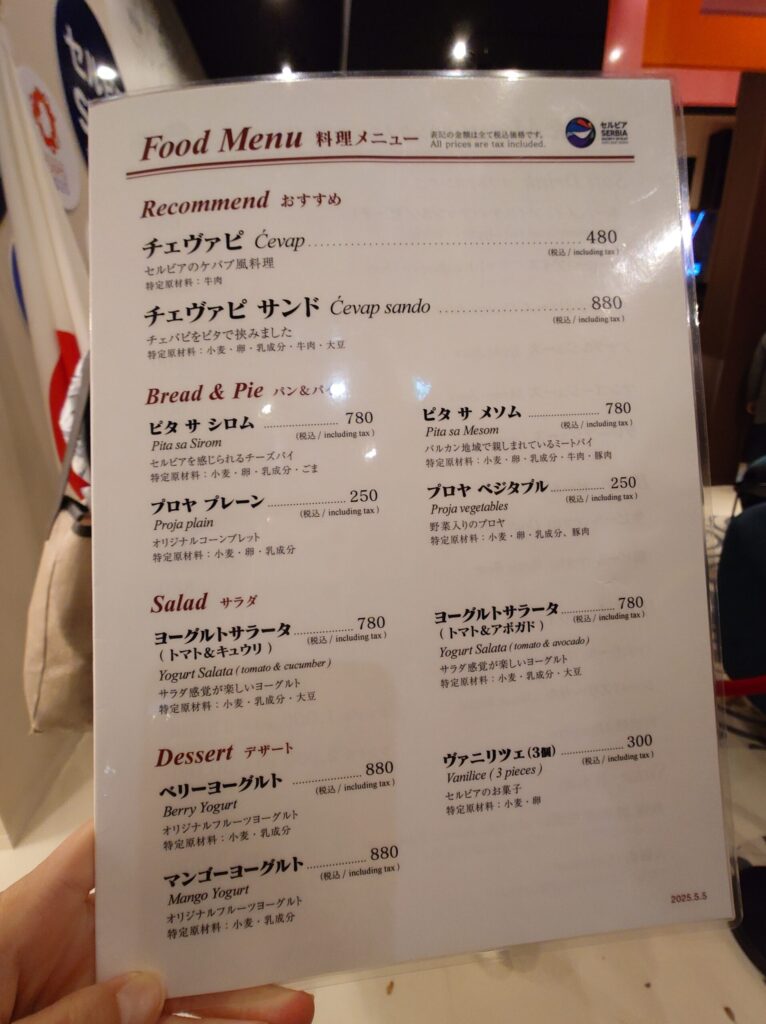 セルビ
Food Menu 料理メニュー
表記の金額は全て税込価格です。
All prices are tax included.
セルビア
SERBIA
Recommend おすすめ
チェヴァピ Ćevap 480
(税込 / including tax)
セルビアのケバブ風料理
特定原材料：牛肉
チェヴァピ サンド Ćevap sando 880
(税込 / including tax)
チェバピをピタで挟みました
特定原材料：小麦・卵・乳成分・牛肉・大豆
Bread & Pie パン＆パイ
ピタ サ シロム 780
Pita sa Sirom (税込 / including tax)
セルビアを感じられるチーズパイ
特定原材料：小麦・卵・乳成分・ごま
ピタ サ メソム 780
Pita sa Mesom (税込 / including tax)
バルカン地域で親しまれているミートパイ
特定原材料：小麦・卵・乳成分・牛肉・豚肉
プロヤ プレーン 250
Proja plain (税込 / including tax)
オリジナルコーンブレット
特定原材料：小麦・卵・乳成分
プロヤ ベジタブル 250
Proja vegetables (税込 / including tax)
野菜入りのプロヤ
特定原材料：小麦・卵・乳成分、豚肉
Salad サラダ
ヨーグルトサラータ 780
(トマト&キュウリ) (税込 / including tax)
Yogurt Salata ( tomato & cucumber )
サラダ感覚が楽しいヨーグルト
特定原材料：小麦・乳成分・大豆
ヨーグルトサラータ 780
(トマト&アボガド) (税込 / including tax)
Yogurt Salata ( tomato & avocado )
サラダ感覚が楽しいヨーグルト
特定原材料：小麦・乳成分・大豆
Dessert デザート
ベリーヨーグルト 880
Berry Yogurt (税込 / including tax)
オリジナルフルーツヨーグルト
特定原材料：小麦・乳成分
ヴァニリツェ(3個) 300
Vanilice ( 3 pieces ) (税込 / including tax)
セルビアのお菓子
特定原材料：小麦・卵
マンゴーヨーグルト 880
Mango Yogurt (税込 / including tax)
オリジナルフルーツヨーグルト
特定原材料：小麦・乳成分
2025.5.5